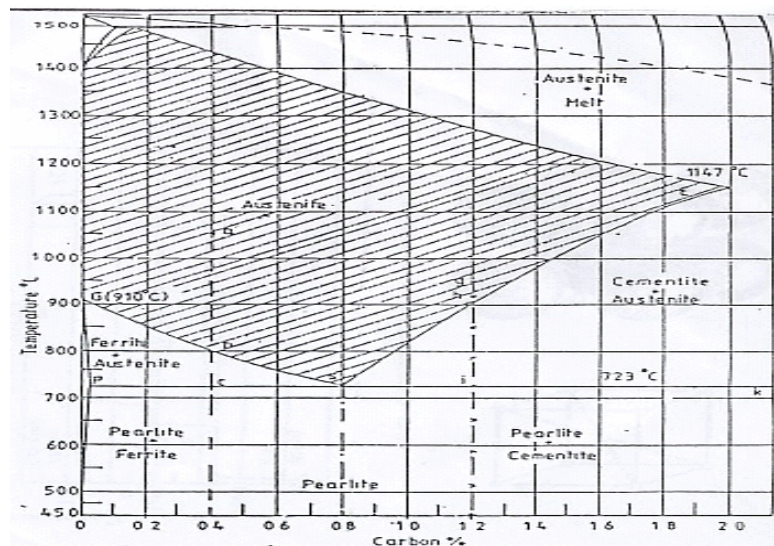 1500
1400
1300
1200
1100
1000
900
800
700
600
500
450
Temperature °C
Austenite
Melt
1147 °C
E
Austenite
a
g
h
Cementite
Austenite
G(910°C)
Ferrite
Austenite
b
P
c
S
i
723 °C
k
Pearlite
Ferrite
Pearlite
Cementite
Pearlite
0 0 2 0 4 0 6 0 8 1 0 1 2 1 4 1 6 1 8 2 0
Carbon %